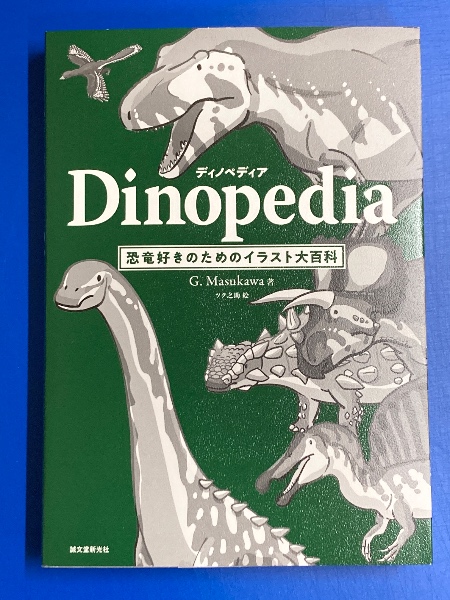 ディノペディア
Dinopedia
恐竜好きのためのイラスト大百科
G. Masukawa 著
ツク之助 絵
誠文堂新光社